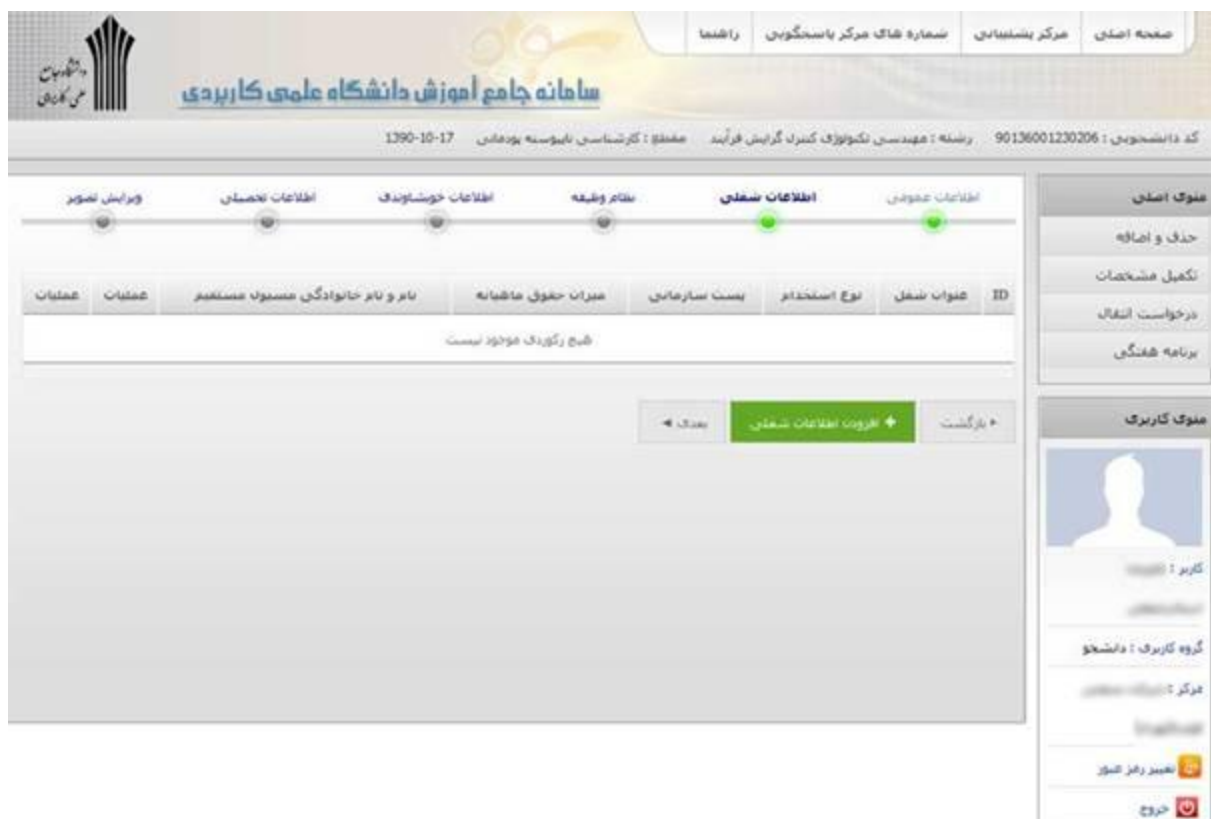 صفحه اصلی
مرکز پشتیبانی
شماره های مرکز پاسخگویی
راهنما
دانشگاه جامع
علمی کاربردی
سامانه جامع آموزش دانشگاه علمی کاربردی
کد دانشجویی : 90136001230206 رشته : مهندسی تکنولوژی کنترل گرایش فرآیند مقطع : کارشناسی ناپیوسته پودمانی 1390-10-17
منوی اصلی
حذف و اضافه
تکمیل مشخصات
درخواست انتقال
برنامه هفتگی
اطلاعات عمومی
اطلاعات شغلی
نظام وظیفه
اطلاعات خویشاوندی
اطلاعات تحصیلی
ویرایش تصویر
ID عنوان شغل نوع استخدام پست سازمانی میزان حقوق ماهیانه نام و نام خانوادگی مسئول مستقیم عملیات عملیات
هیچ رکوردی موجود نیست
بازگشت
افزودن اطلاعات شغلی
بعدی
منوی کاربری
کاربر :
گروه کاربری : دانشجو
مرکز :
تغییر رمز عبور
خروج